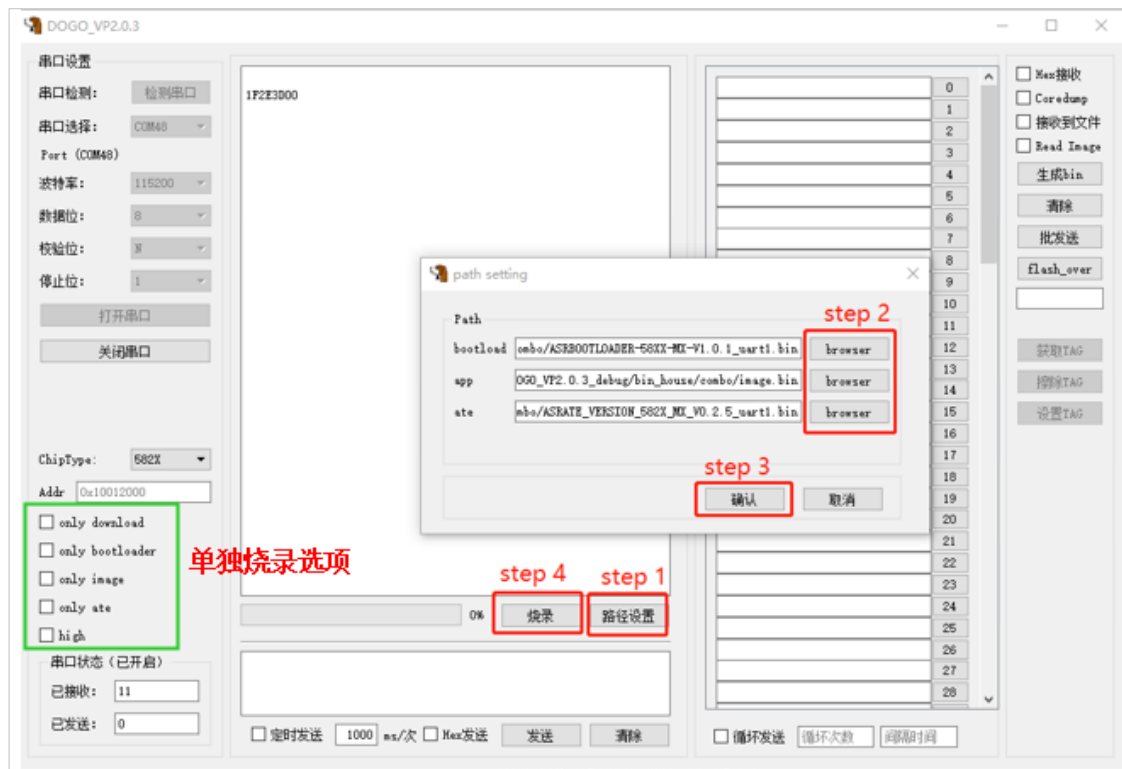 DOGO_VP2.0.3
串口设置
串口检测: 检测串口
串口选择: COM48
Port (COM48)
波特率: 115200
数据位: 8
校验位: N
停止位: 1
打开串口
关闭串口
ChipType: 582X
Addr 0x10012000
only download
only bootloader
only image
only ate
high
单独烧录选项
串口状态（已开启）
已接收: 11
已发送: 0
1F2E3D00
path setting
Path
step 2
bootload ombo/ASRBOOTLOADER-58XX-MX-V1.0.1_uart1.bin browser
app OGO_VP2.0.3_debug/bin_house/combo/image.bin browser
ate mbo/ASRATE_VERSION_582X_MX_V0.2.5_uart1.bin browser
step 3
确认 取消
step 4 step 1
0% 烧录 路径设置
定时发送 1000 ms/次 Hex发送 发送 清除
0
1
2
3
4
5
6
7
8
9
10
11
12
13
14
15
16
17
18
19
20
21
22
23
24
25
26
27
28
循环发送 循环次数 间隔时间
Hex接收
Coredump
接收到文件
Read Image
生成bin
清除
批发送
flash_over
获取TAG
擦除TAG
设置TAG